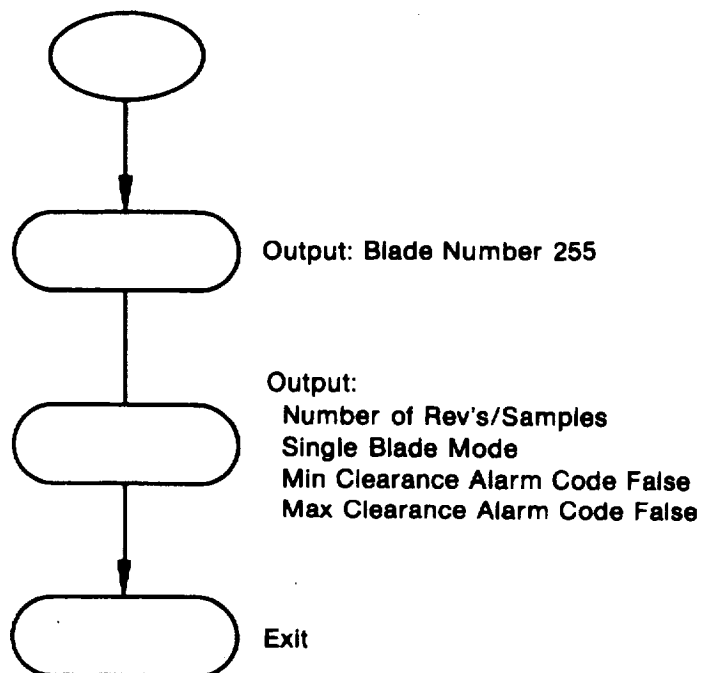 Output: Blade Number 255
Output:
Number of Rev's/Samples
Single Blade Mode
Min Clearance Alarm Code False
Max Clearance Alarm Code False
Exit